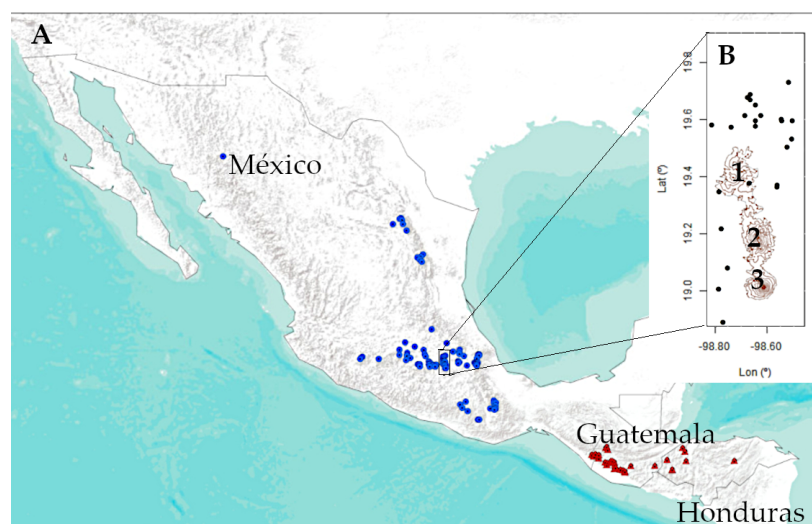 A
México
Guatemala
Honduras
B
19.8
19.6
19.4
19.2
19.0
Lat (º)
1
2
3
-98.80
-98.60
Lon (º)